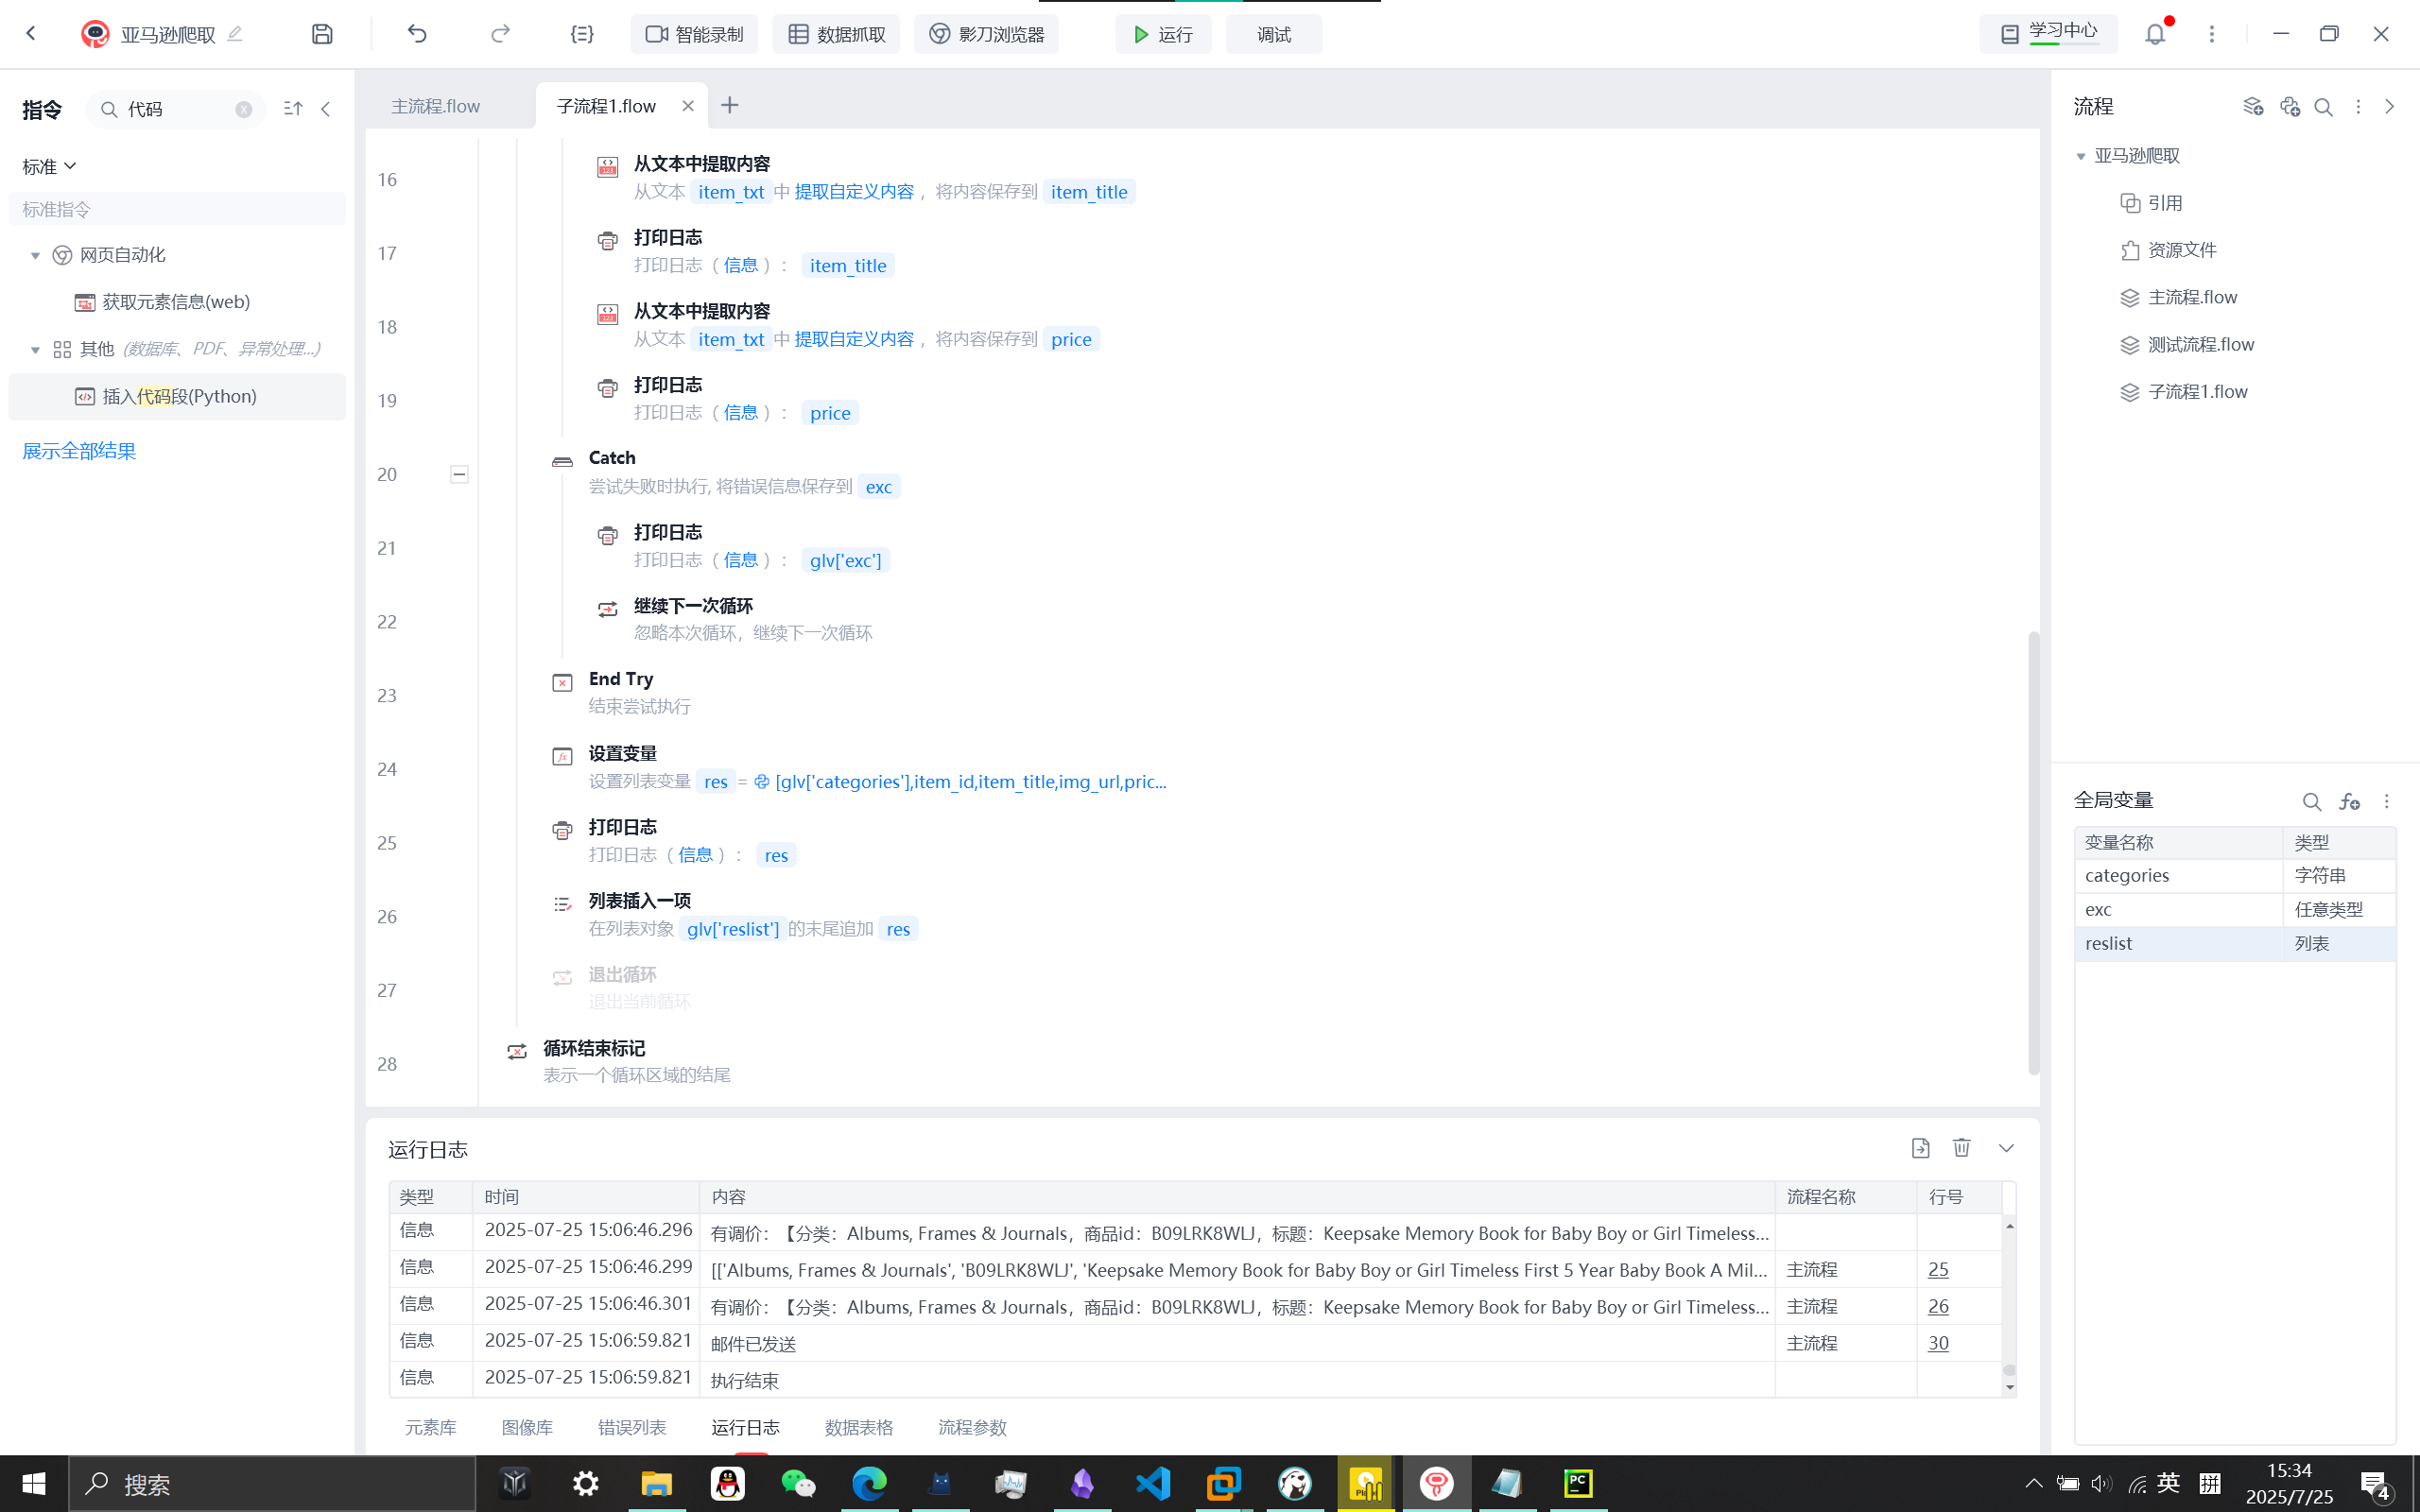 亚马逊爬取
智能录制
数据抓取
影刀浏览器
运行
调试
学习中心
指令
代码
标准
标准指令
网页自动化
获取元素信息(web)
其他 (数据库、PDF、异常处理...)
插入代码段(Python)
展示全部结果
主流程.flow
子流程1.flow
16
从文本中提取内容
从文本 item_txt 中 提取自定义内容 ，将内容保存到 item_title
17
打印日志
打印日志（ 信息 ）： item_title
18
从文本中提取内容
从文本 item_txt 中 提取自定义内容 ，将内容保存到 price
19
打印日志
打印日志（ 信息 ）： price
20
Catch
尝试失败时执行, 将错误信息保存到 exc
21
打印日志
打印日志（ 信息 ）： glv['exc']
22
继续下一次循环
忽略本次循环，继续下一次循环
23
End Try
结束尝试执行
24
设置变量
设置列表变量 res = [glv['categories'],item_id,item_title,img_url,pric...
25
打印日志
打印日志（ 信息 ）： res
26
列表插入一项
在列表对象 glv['reslist'] 的末尾追加 res
27
退出循环
退出当前循环
28
循环结束标记
表示一个循环区域的结尾
流程
亚马逊爬取
引用
资源文件
主流程.flow
测试流程.flow
子流程1.flow
全局变量
变量名称 类型
categories 字符串
exc 任意类型
reslist 列表
运行日志
类型 时间 内容 流程名称 行号
信息 2025-07-25 15:06:46.296 有调价：【分类：Albums, Frames & Journals，商品id：B09LRK8WLJ，标题：Keepsake Memory Book for Baby Boy or Girl Timeless...
信息 2025-07-25 15:06:46.299 [['Albums, Frames & Journals', 'B09LRK8WLJ', 'Keepsake Memory Book for Baby Boy or Girl Timeless First 5 Year Baby Book A Mil... 主流程 25
信息 2025-07-25 15:06:46.301 有调价：【分类：Albums, Frames & Journals，商品id：B09LRK8WLJ，标题：Keepsake Memory Book for Baby Boy or Girl Timeless... 主流程 26
信息 2025-07-25 15:06:59.821 邮件已发送 主流程 30
信息 2025-07-25 15:06:59.821 执行结束
元素库 图像库 错误列表 运行日志 数据表格 流程参数
搜索
PC
英
拼
15:34
2025/7/25
4